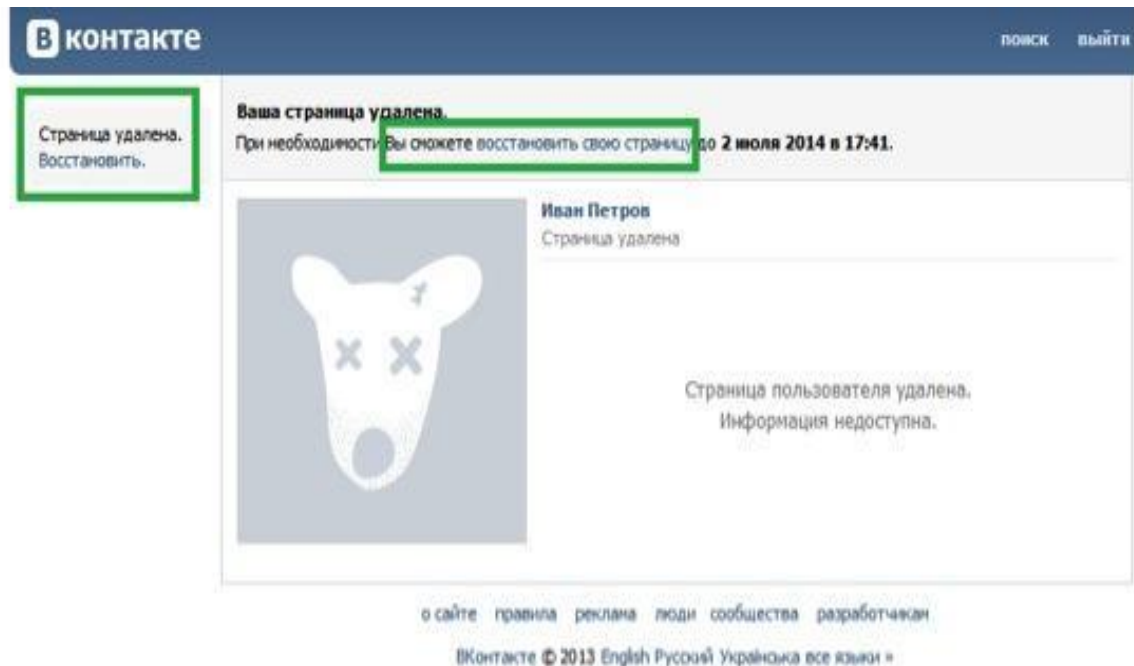 В контакте
поиск выйти
Страница удалена.
Восстановить.
Ваша страница удалена.
При необходимости Вы сможете восстановить свою страницу до 2 июля 2014 в 17:41.
Иван Петров
Страница удалена
Страница пользователя удалена.
Информация недоступна.
о сайте правила реклама люди сообщества разработчикам
ВКонтакте © 2013 English Русский Українська все языки »